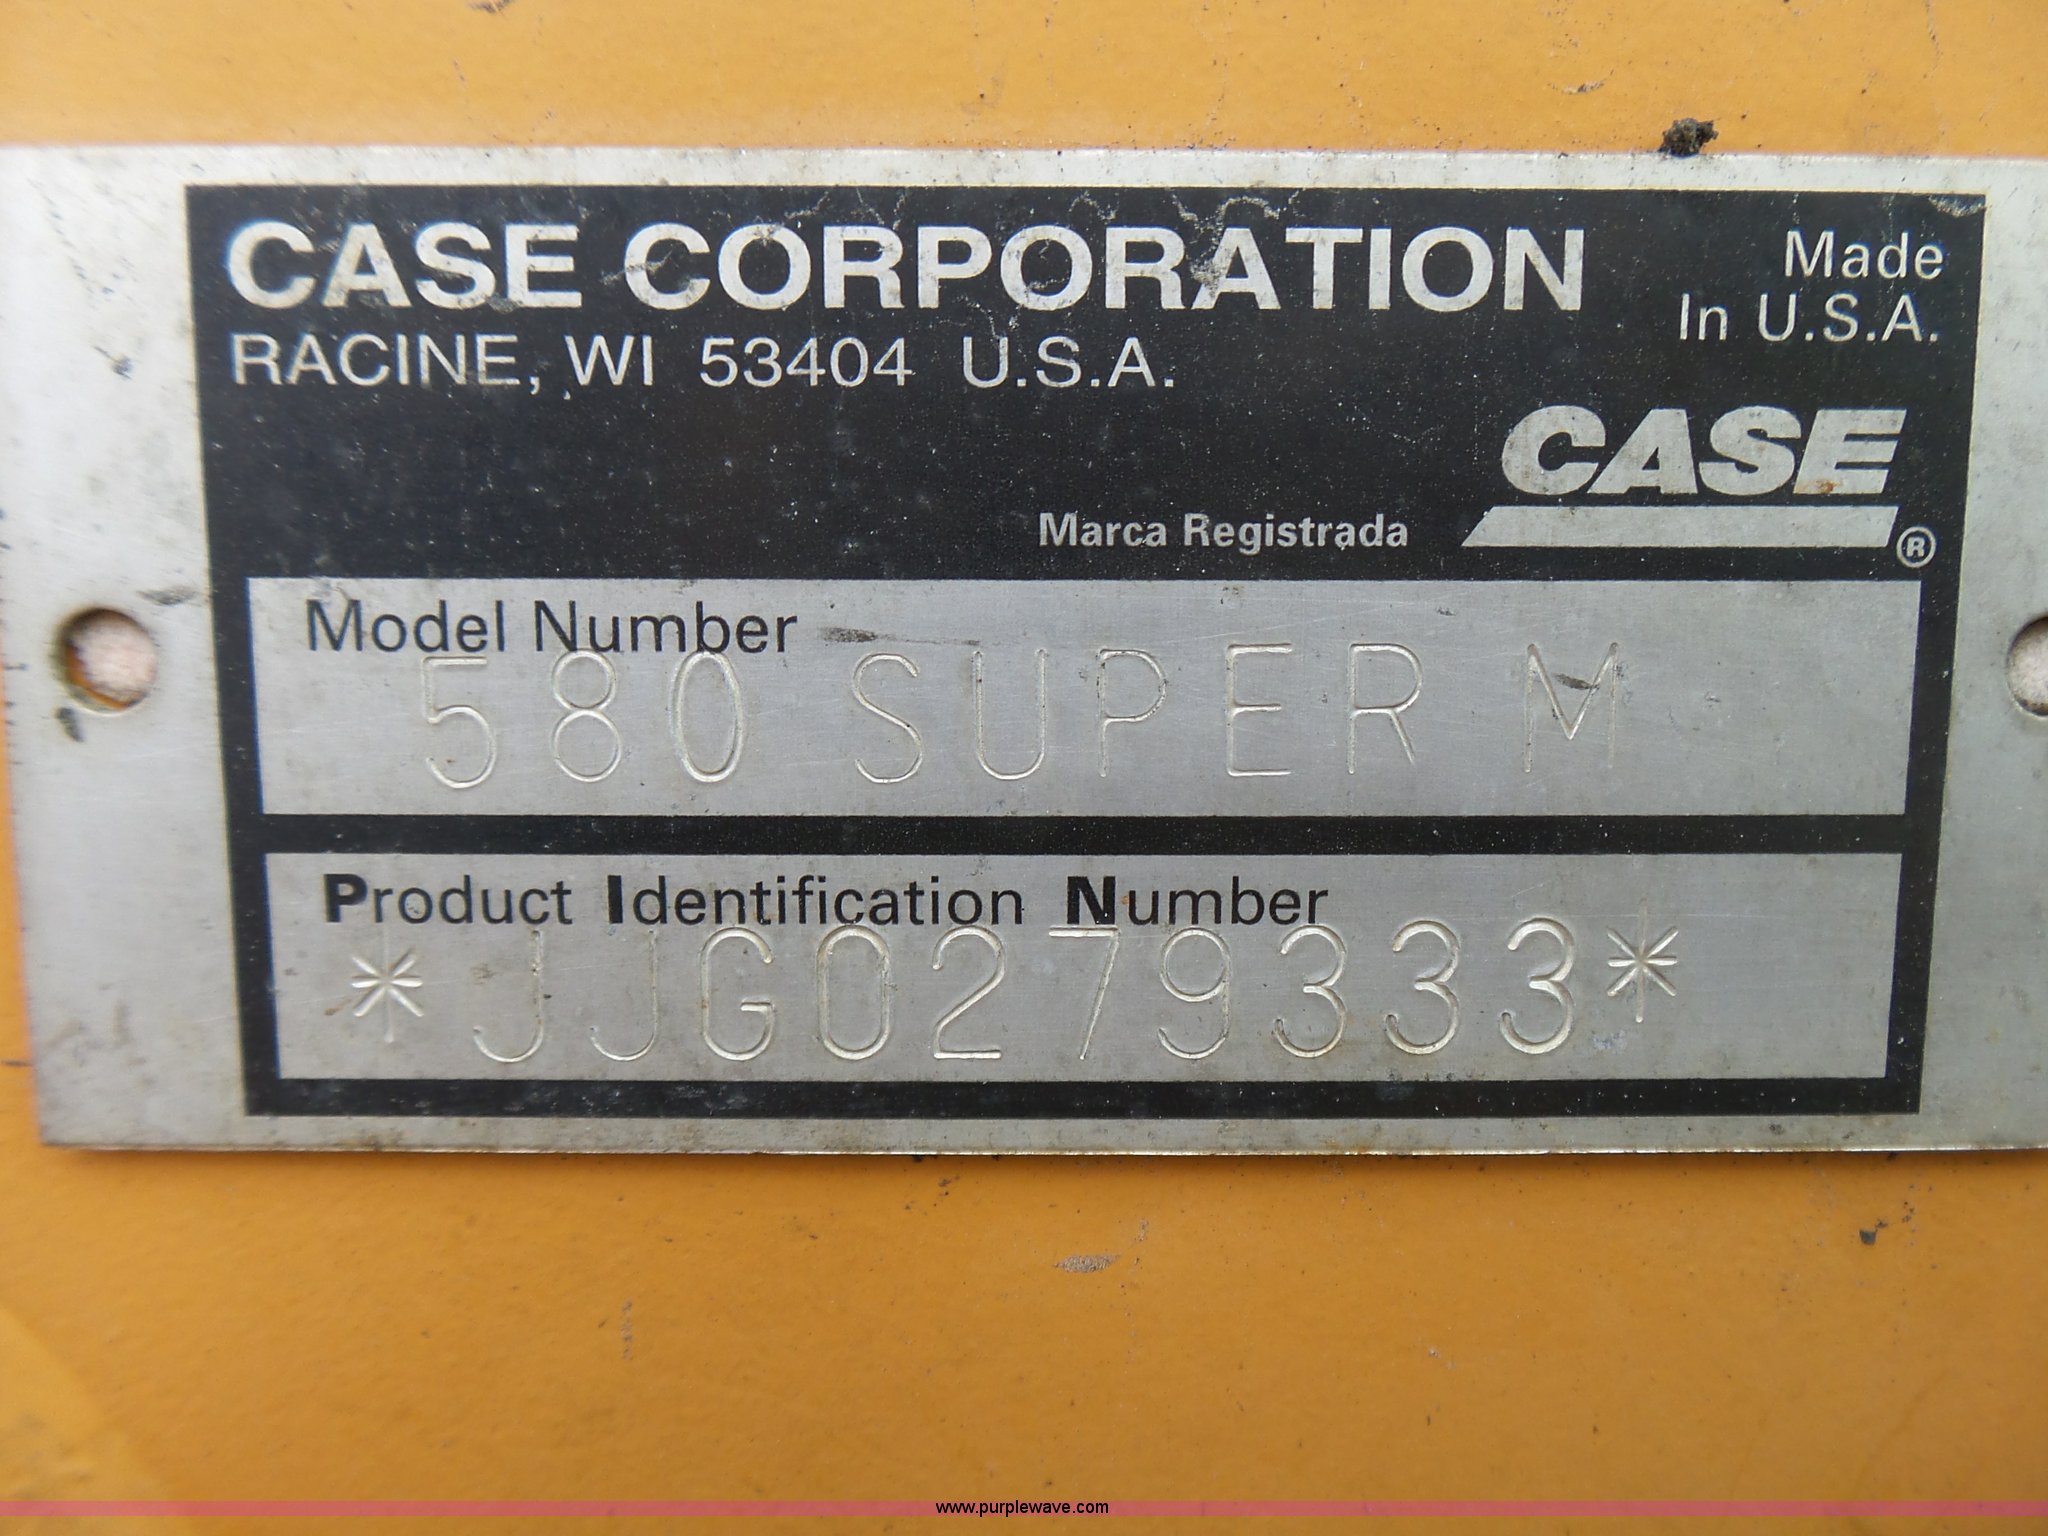 CASE CORPORATION
RACINE, WI 53404 U.S.A.
Made
In U.S.A.
CASE
Marca Registrada
®
Model Number
580 SUPER M
Product Identification Number
*JJG0279333*
www.purplewave.com